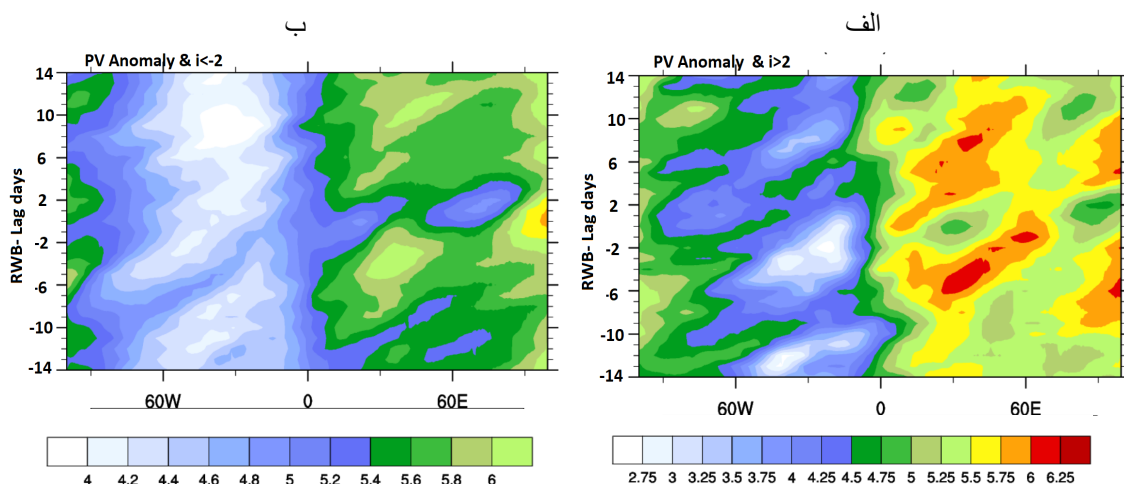 ب
الف
PV Anomaly & i<-2
PV Anomaly & i>2
RWB- Lag days
14
10
6
2
-2
-6
-10
-14
60W 0 60E
4 4.2 4.4 4.6 4.8 5 5.2 5.4 5.6 5.8 6
RWB- Lag days
14
10
6
2
-2
-6
-10
-14
60W 0 60E
2.75 3 3.25 3.5 3.75 4 4.25 4.5 4.75 5 5.25 5.5 5.75 6 6.25